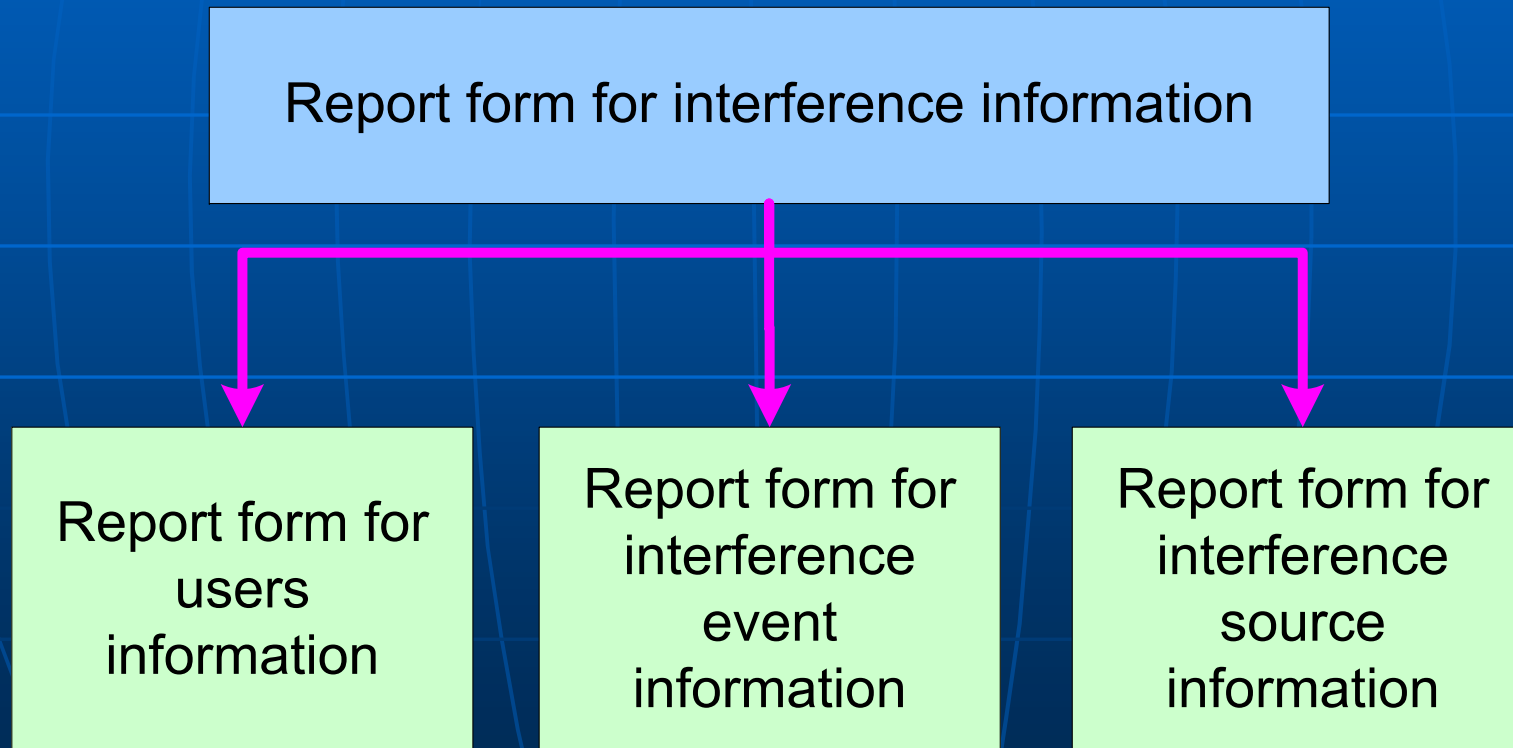 Report form for interference information
Report form for
users
information
Report form for
interference
event
information
Report form for
interference
source
information